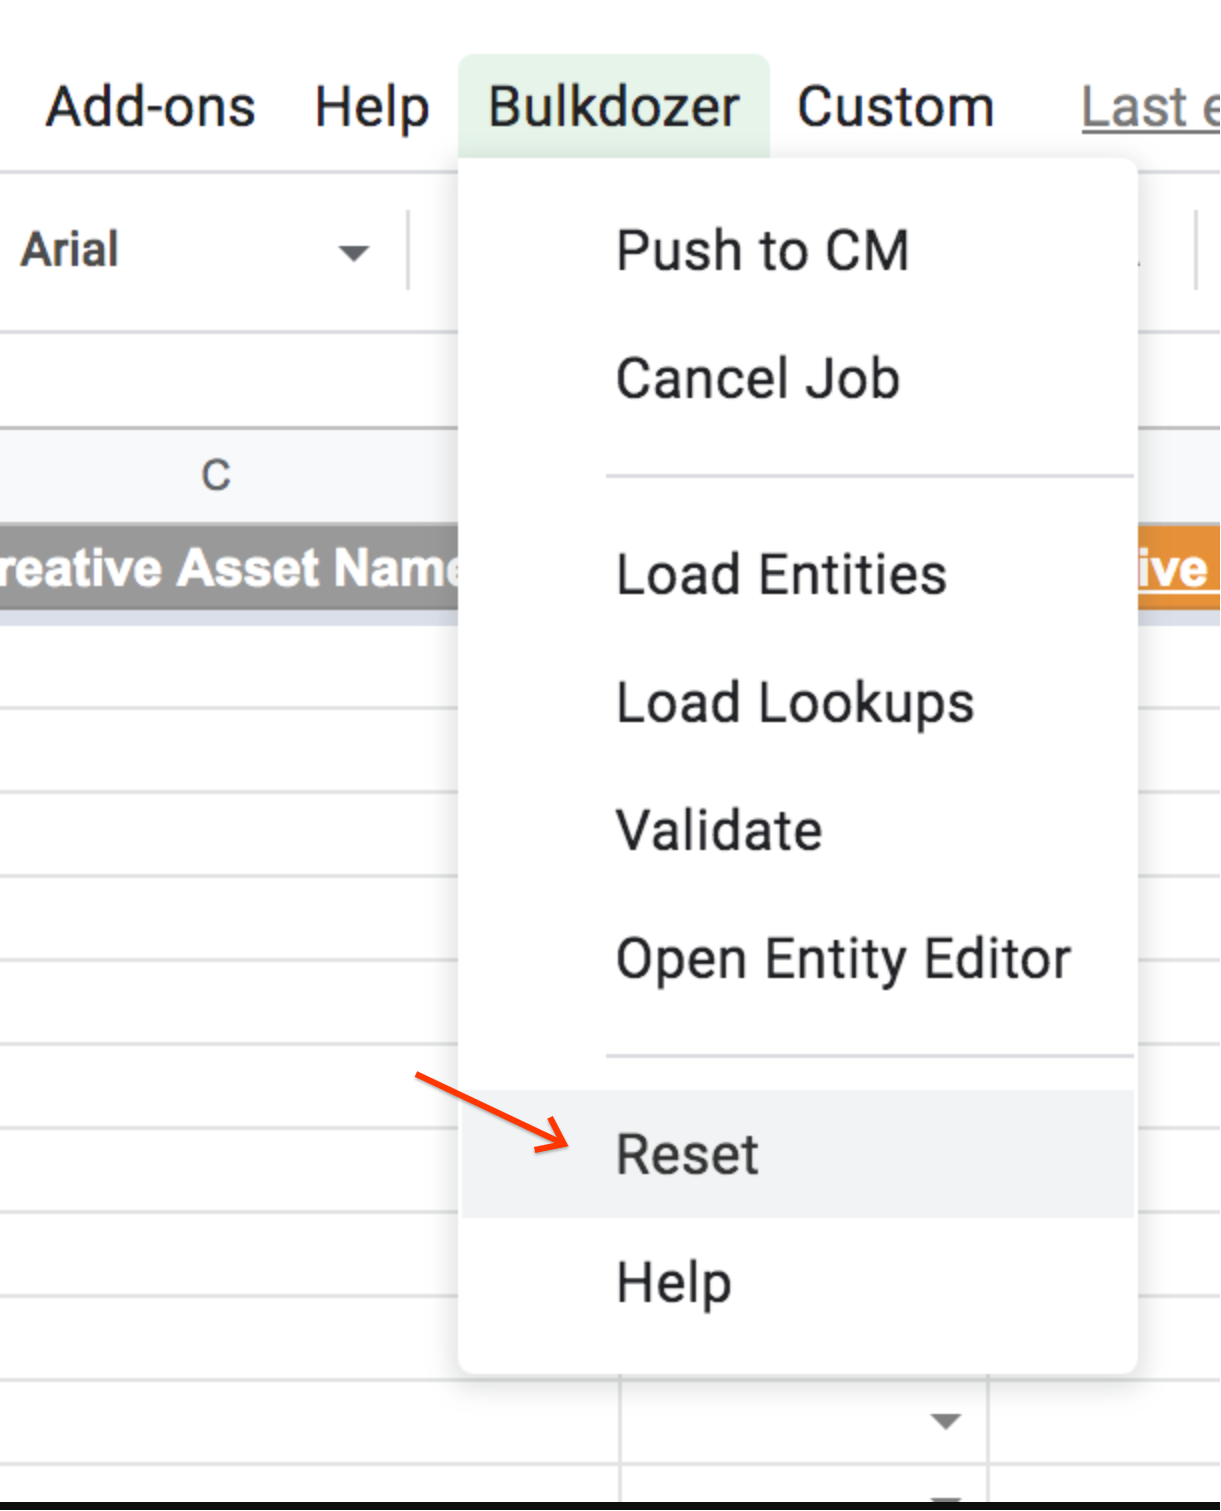 Add-ons Help Bulkdozer Custom Last e
Arial
Push to CM
Cancel Job
C
reative Asset Name
ive
Load Entities
Load Lookups
Validate
Open Entity Editor
Reset
Help